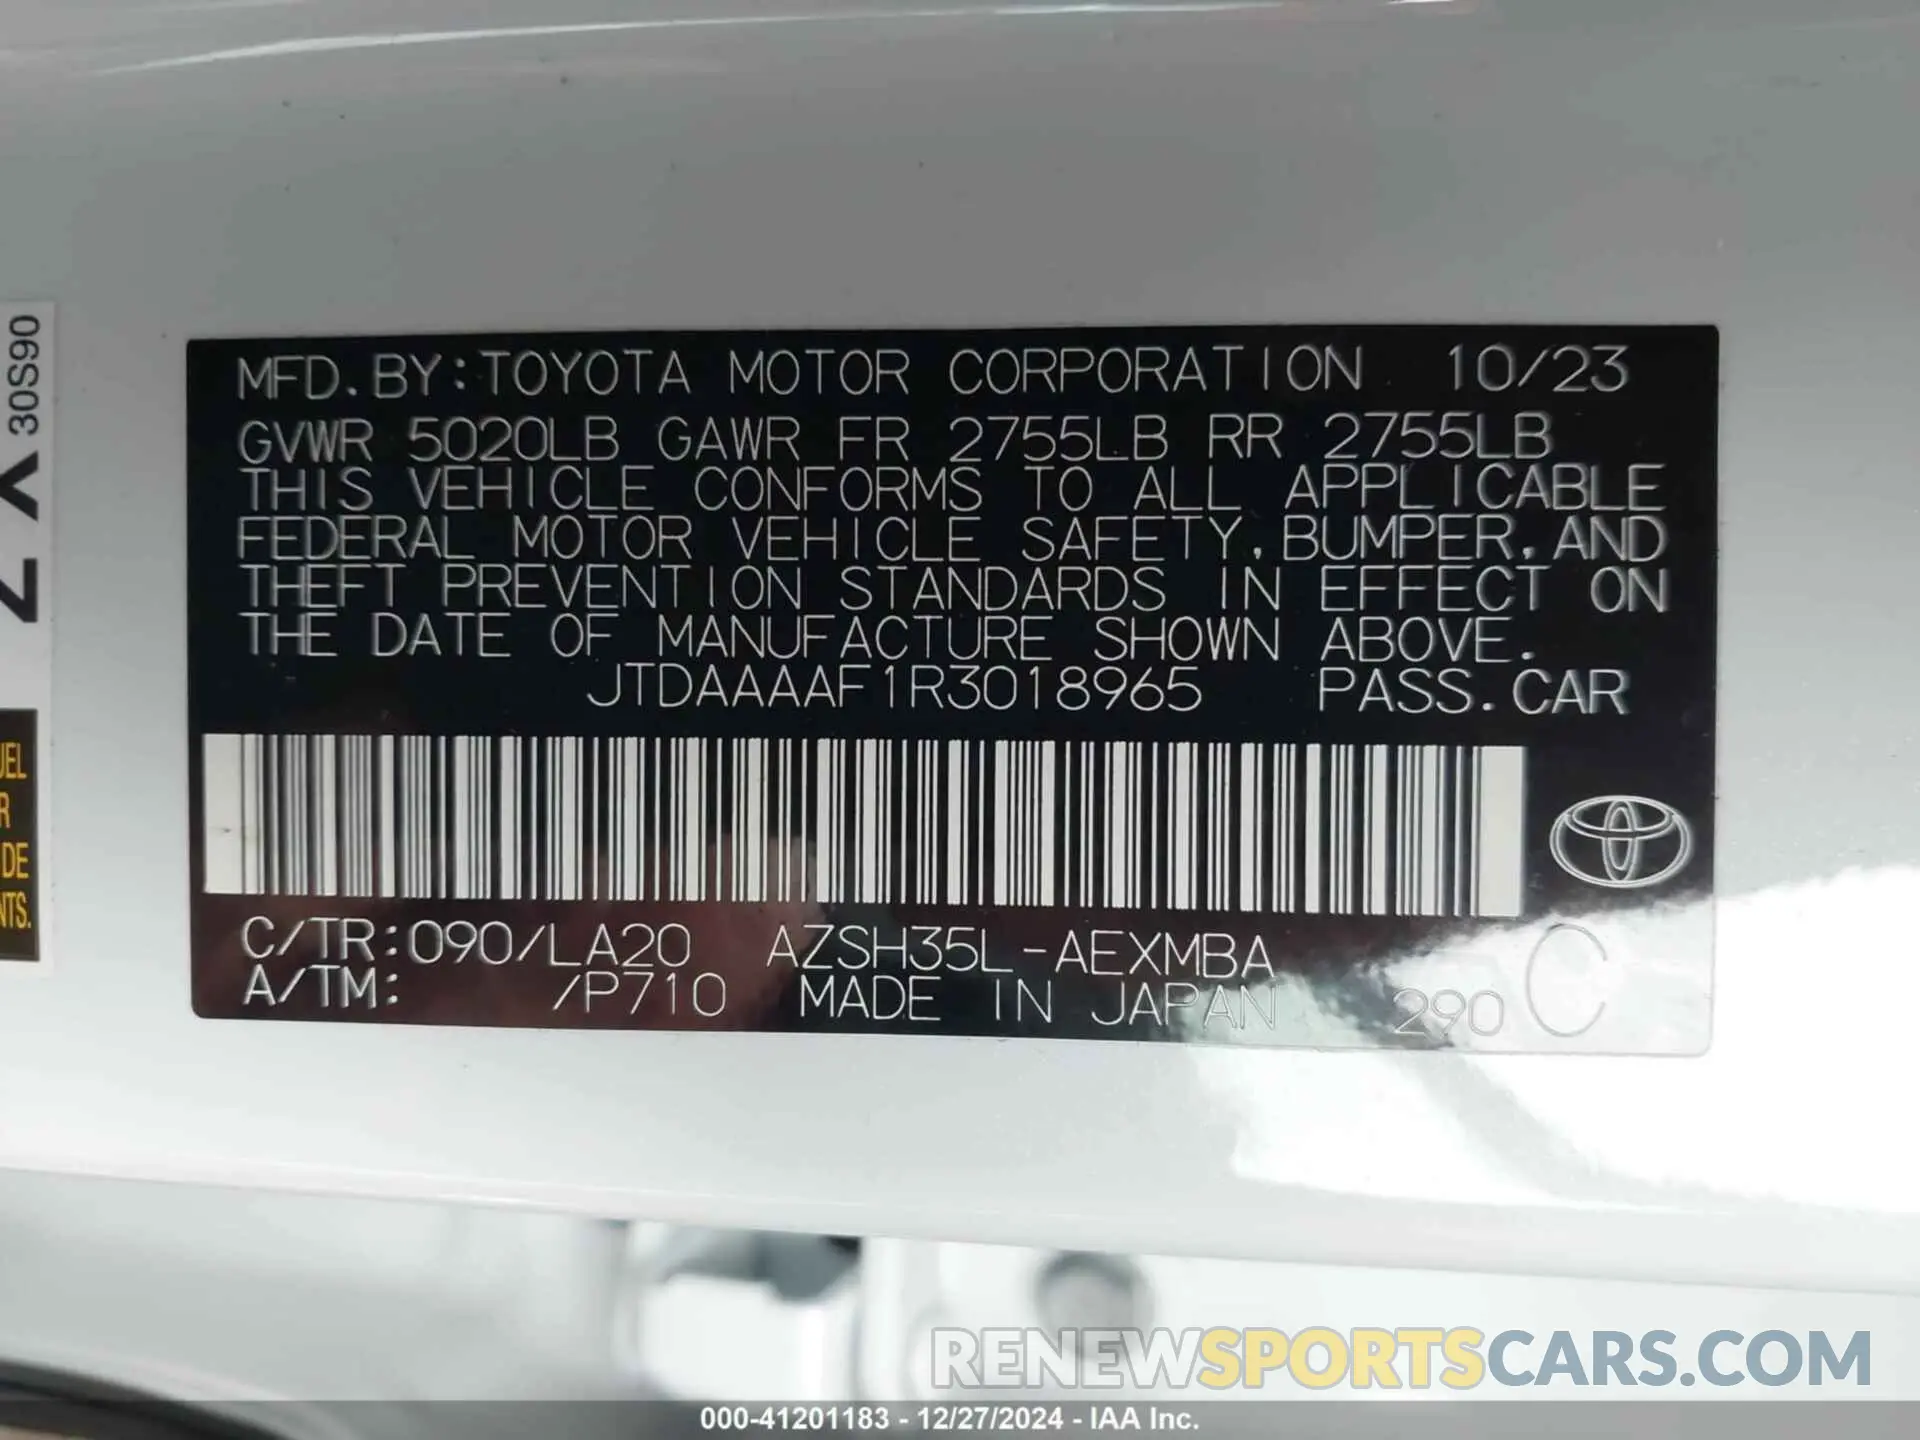 MFD.BY:TOYOTA MOTOR CORPORATION 10/23
GVWR 5020LB GAWR FR 2755LB RR 2755LB
THIS VEHICLE CONFORMS TO ALL APPLICABLE
FEDERAL MOTOR VEHICLE SAFETY,BUMPER,AND
THEFT PREVENTION STANDARDS IN EFFECT ON
THE DATE OF MANUFACTURE SHOWN ABOVE.
JTDAAAAF1R3018965 PASS.CAR
C/TR:090/LA20 AZSH35L-AEXMBA
A/TM: /P710 MADE IN JAPAN 290 C
30S90
DE
RENEWSPORTSCARS.COM
000-41201183 - 12/27/2024 - IAA Inc.